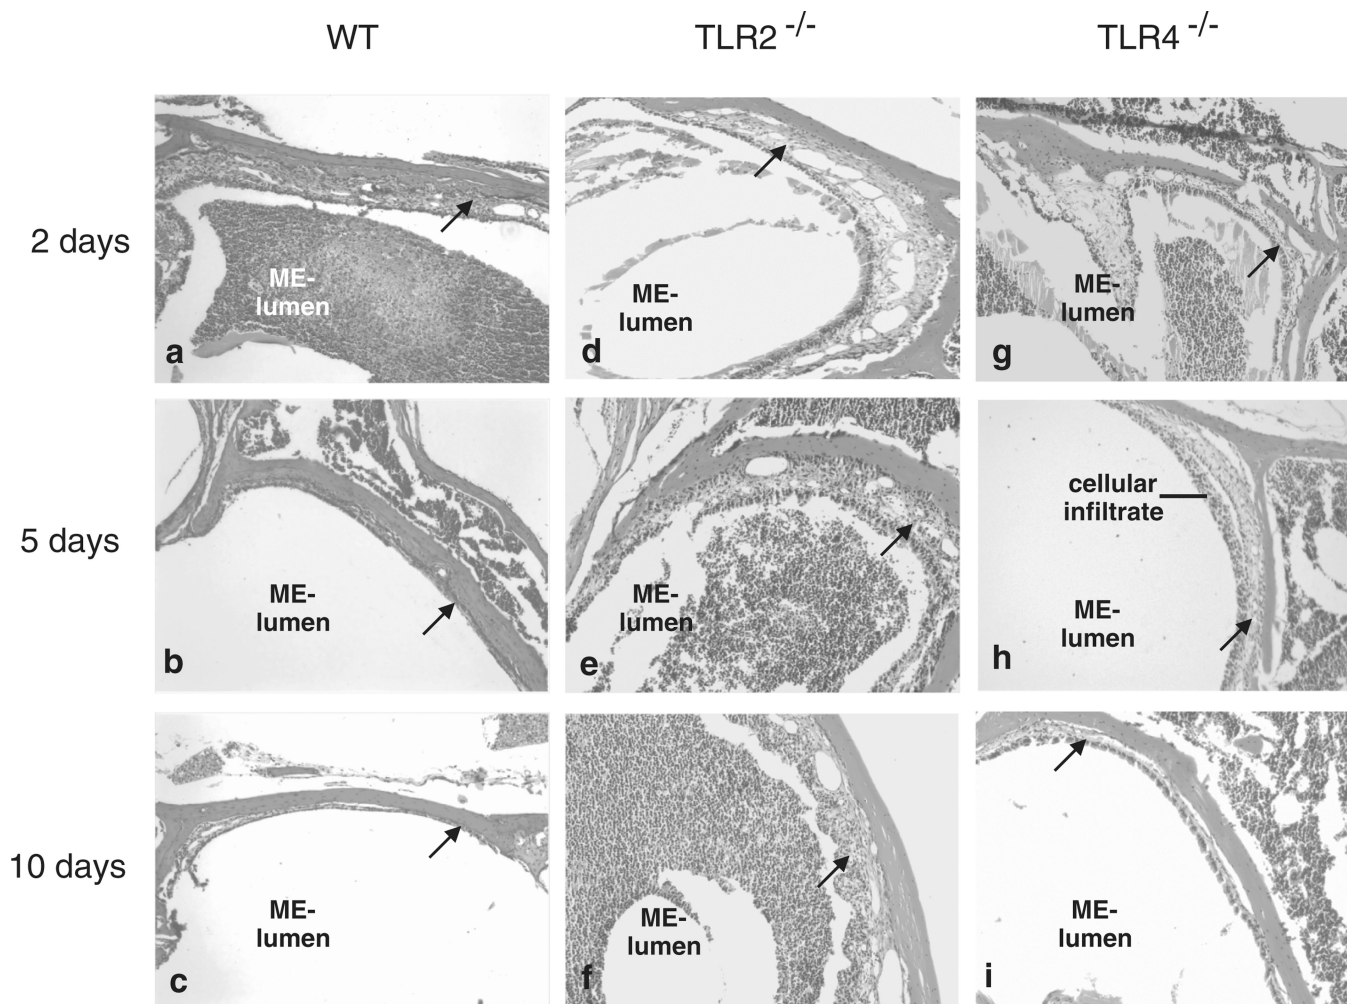 WT
TLR2 -/-
TLR4 -/-
2 days
ME-
lumen
a
ME-
lumen
d
ME-
lumen
g
5 days
ME-
lumen
b
ME-
lumen
e
cellular
infiltrate
ME-
lumen
h
10 days
ME-
lumen
c
ME-
lumen
f
ME-
lumen
i